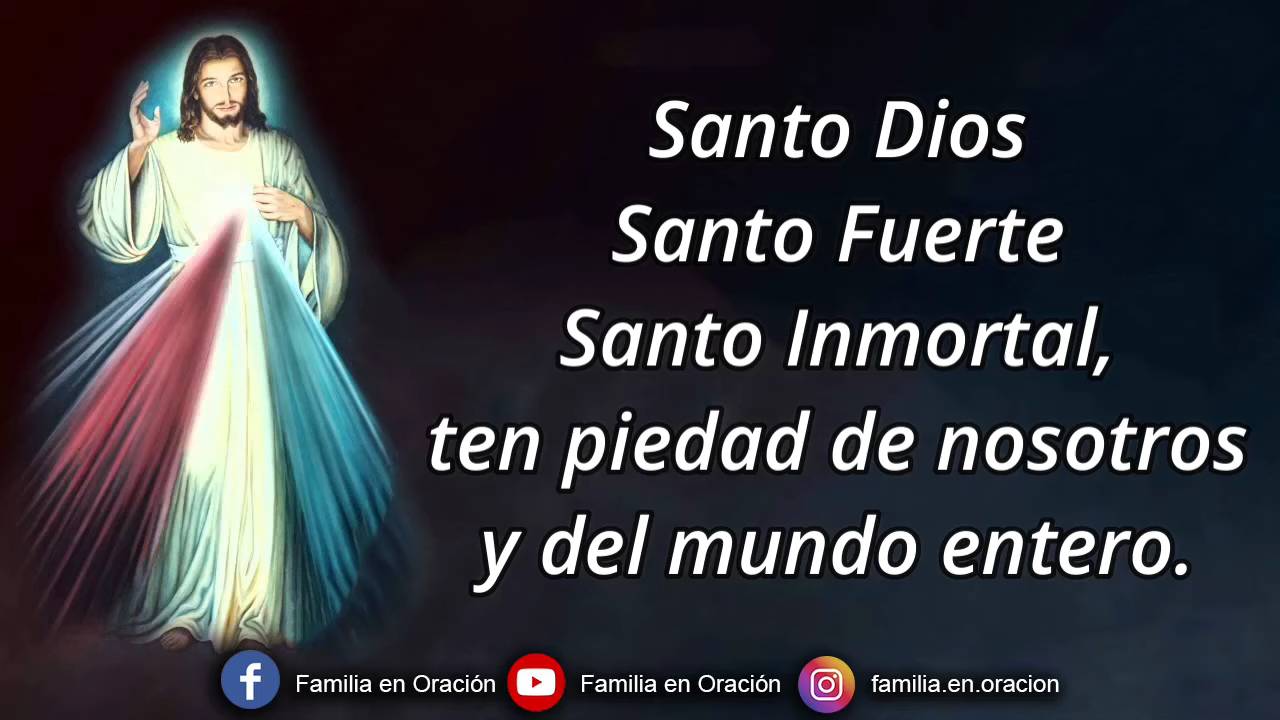 Santo Dios
Santo Fuerte
Santo Inmortal,
ten piedad de nosotros
y del mundo entero.
Familia en Oración Familia en Oración familia.en.oracion